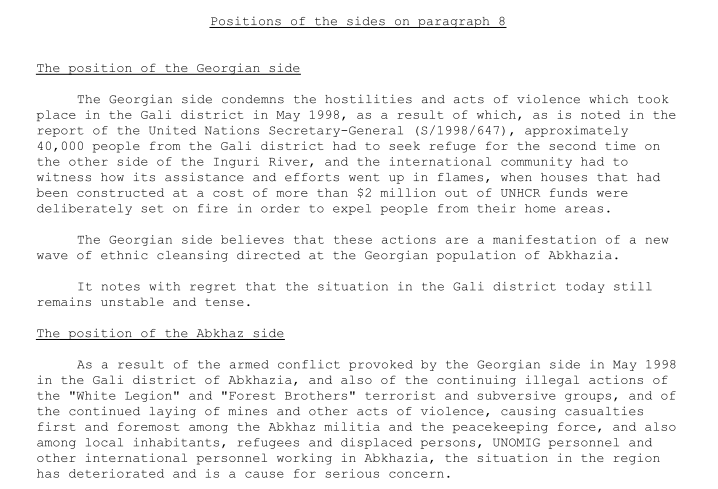 Positions of the sides on paragraph 8
The position of the Georgian side
The Georgian side condemns the hostilities and acts of violence which took
place in the Gali district in May 1998, as a result of which, as is noted in the
report of the United Nations Secretary-General (S/1998/647), approximately
40,000 people from the Gali district had to seek refuge for the second time on
the other side of the Inguri River, and the international community had to
witness how its assistance and efforts went up in flames, when houses that had
been constructed at a cost of more than $2 million out of UNHCR funds were
deliberately set on fire in order to expel people from their home areas.
The Georgian side believes that these actions are a manifestation of a new
wave of ethnic cleansing directed at the Georgian population of Abkhazia.
It notes with regret that the situation in the Gali district today still
remains unstable and tense.
The position of the Abkhaz side
As a result of the armed conflict provoked by the Georgian side in May 1998
in the Gali district of Abkhazia, and also of the continuing illegal actions of
the "White Legion" and "Forest Brothers" terrorist and subversive groups, and of
the continued laying of mines and other acts of violence, causing casualties
first and foremost among the Abkhaz militia and the peacekeeping force, and also
among local inhabitants, refugees and displaced persons, UNOMIG personnel and
other international personnel working in Abkhazia, the situation in the region
has deteriorated and is a cause for serious concern.